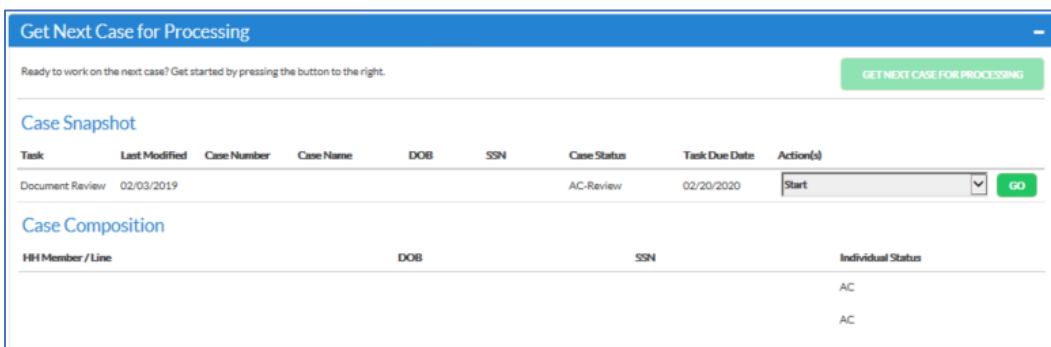 Get Next Case for Processing
Ready to work on the next case? Get started by pressing the button to the right.
GET NEXT CASE FOR PROCESSING
Case Snapshot
Task Last Modified Case Number Case Name DOB SSN Case Status Task Due Date Action(s)
Document Review 02/03/2019 AC-Review 02/20/2020 Start GO
Case Composition
HH Member / Line DOB SSN Individual Status
AC
AC